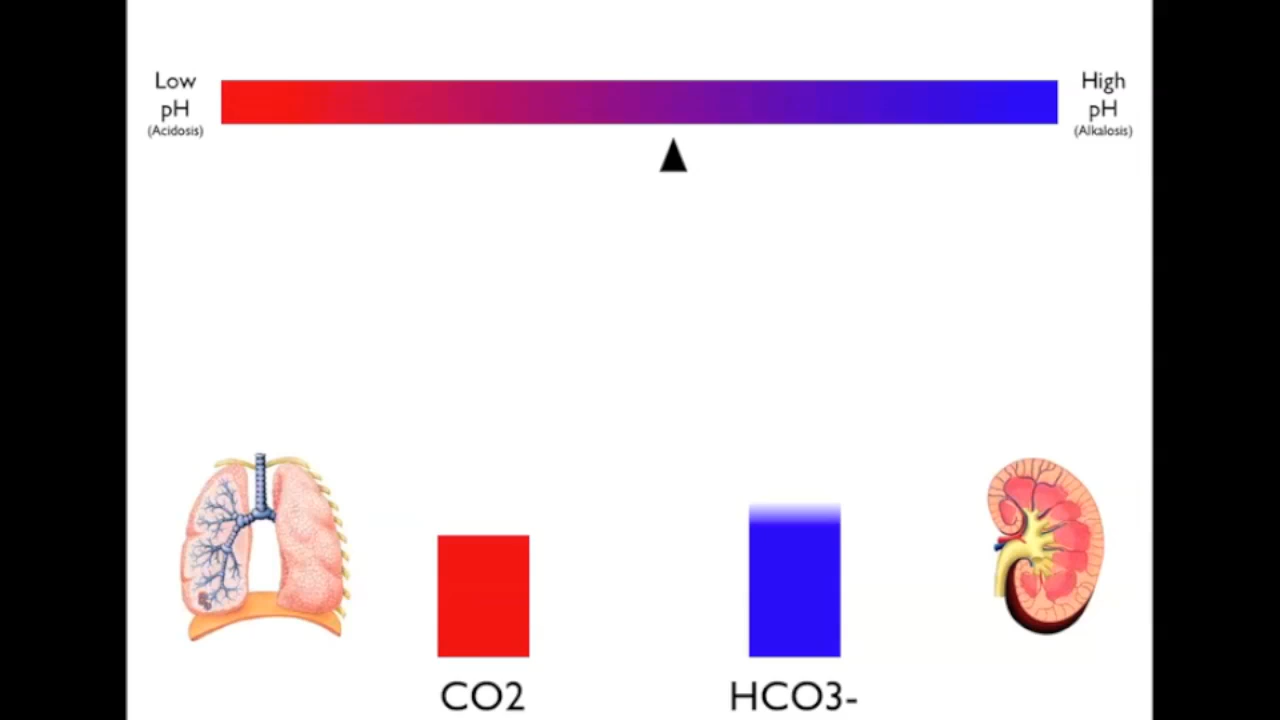 Low
pH
(Acidosis)
High
pH
(Alkalosis)
CO2
HCO3-